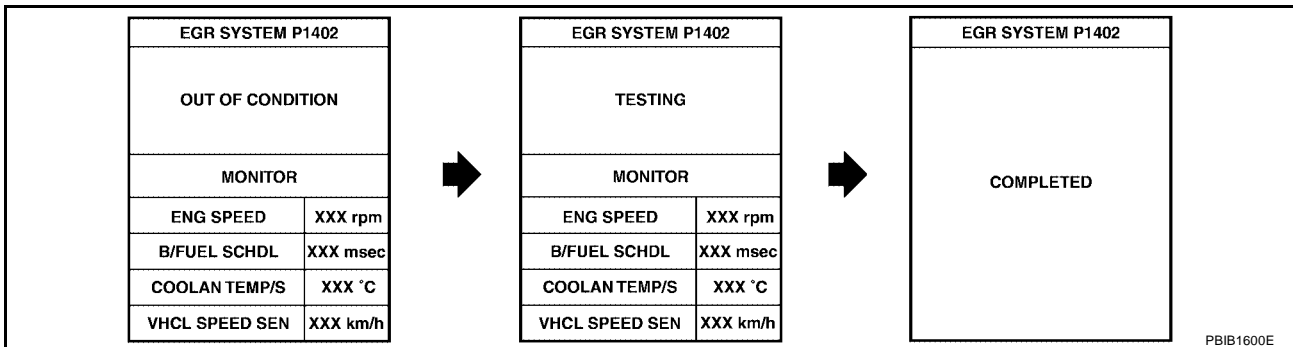 EGR SYSTEM P1402
OUT OF CONDITION
MONITOR
ENG SPEED XXX rpm
B/FUEL SCHDL XXX msec
COOLAN TEMP/S XXX °C
VHCL SPEED SEN XXX km/h
EGR SYSTEM P1402
TESTING
MONITOR
ENG SPEED XXX rpm
B/FUEL SCHDL XXX msec
COOLAN TEMP/S XXX °C
VHCL SPEED SEN XXX km/h
EGR SYSTEM P1402
COMPLETED
PBIB1600E